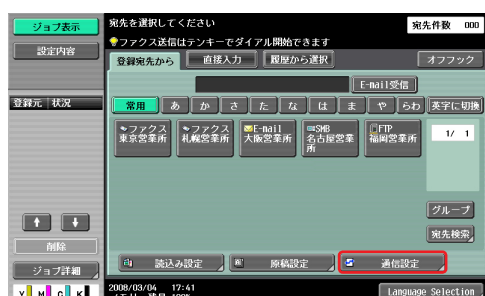 ジョブ表示
設定内容
登録元 状況
削除
ジョブ詳細
Y M C K
宛先を選択してください
宛先件数 000
ファクス送信はテンキーでダイアル開始できます
登録宛先から 直接入力 履歴から選択 オフフック
E-mail受信
常用 あ か さ た な は ま や らわ 英字に切換
ファクス
東京営業所
ファクス
札幌営業所
E-mail
大阪営業所
SMB
名古屋営業所
FTP
福岡営業所
1/ 1
グループ
宛先検索
読込み設定 原稿設定 通信設定
2008/03/04 17:41
メモリ 残量 100%
Language Selection